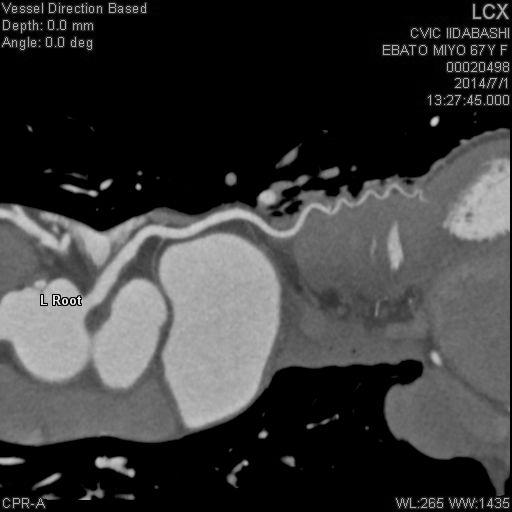 Vessel Direction Based
Depth: 0.0 mm
Angle: 0.0 deg
LCX
CVIC IIDABASHI
EBATO MIYO 67Y F
00020498
2014/7/1
13:27:45.000
L Root
CPR-A
WL:265 WW:1435